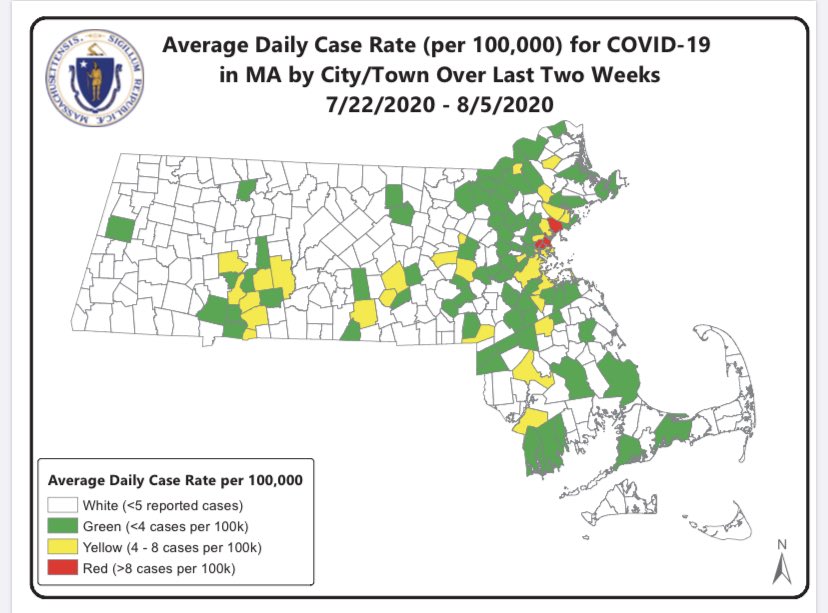 Average Daily Case Rate (per 100,000) for COVID-19
in MA by City/Town Over Last Two Weeks
7/22/2020 - 8/5/2020
SIGILLUM REIPUBLICÆ MASSACHUSETTENSIS
Average Daily Case Rate per 100,000
White (<5 reported cases)
Green (<4 cases per 100k)
Yellow (4 - 8 cases per 100k)
Red (>8 cases per 100k)
N